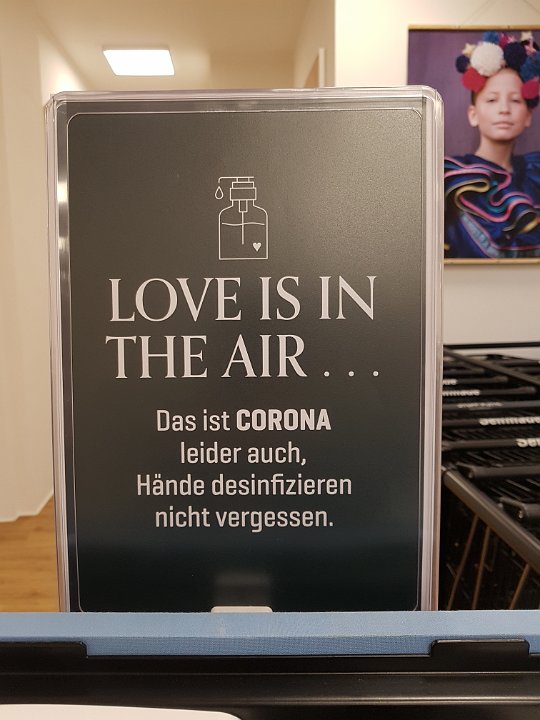 LOVE IS IN
THE AIR . . .
Das ist CORONA
leider auch,
Hände desinfizieren
nicht vergessen.